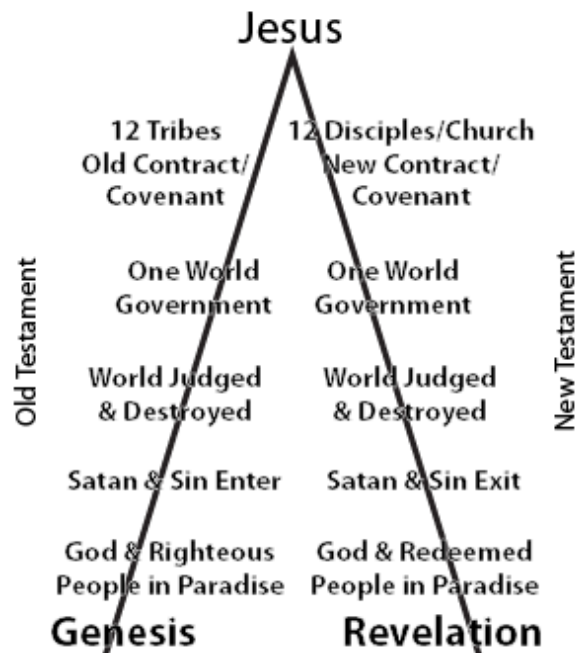 Jesus
12 Tribes
Old Contract/
Covenant
12 Disciples/Church
New Contract/
Covenant
One World
Government
One World
Government
Old Testament
New Testament
World Judged
& Destroyed
World Judged
& Destroyed
Satan & Sin Enter
Satan & Sin Exit
God & Righteous
People in Paradise
God & Redeemed
People in Paradise
Genesis
Revelation